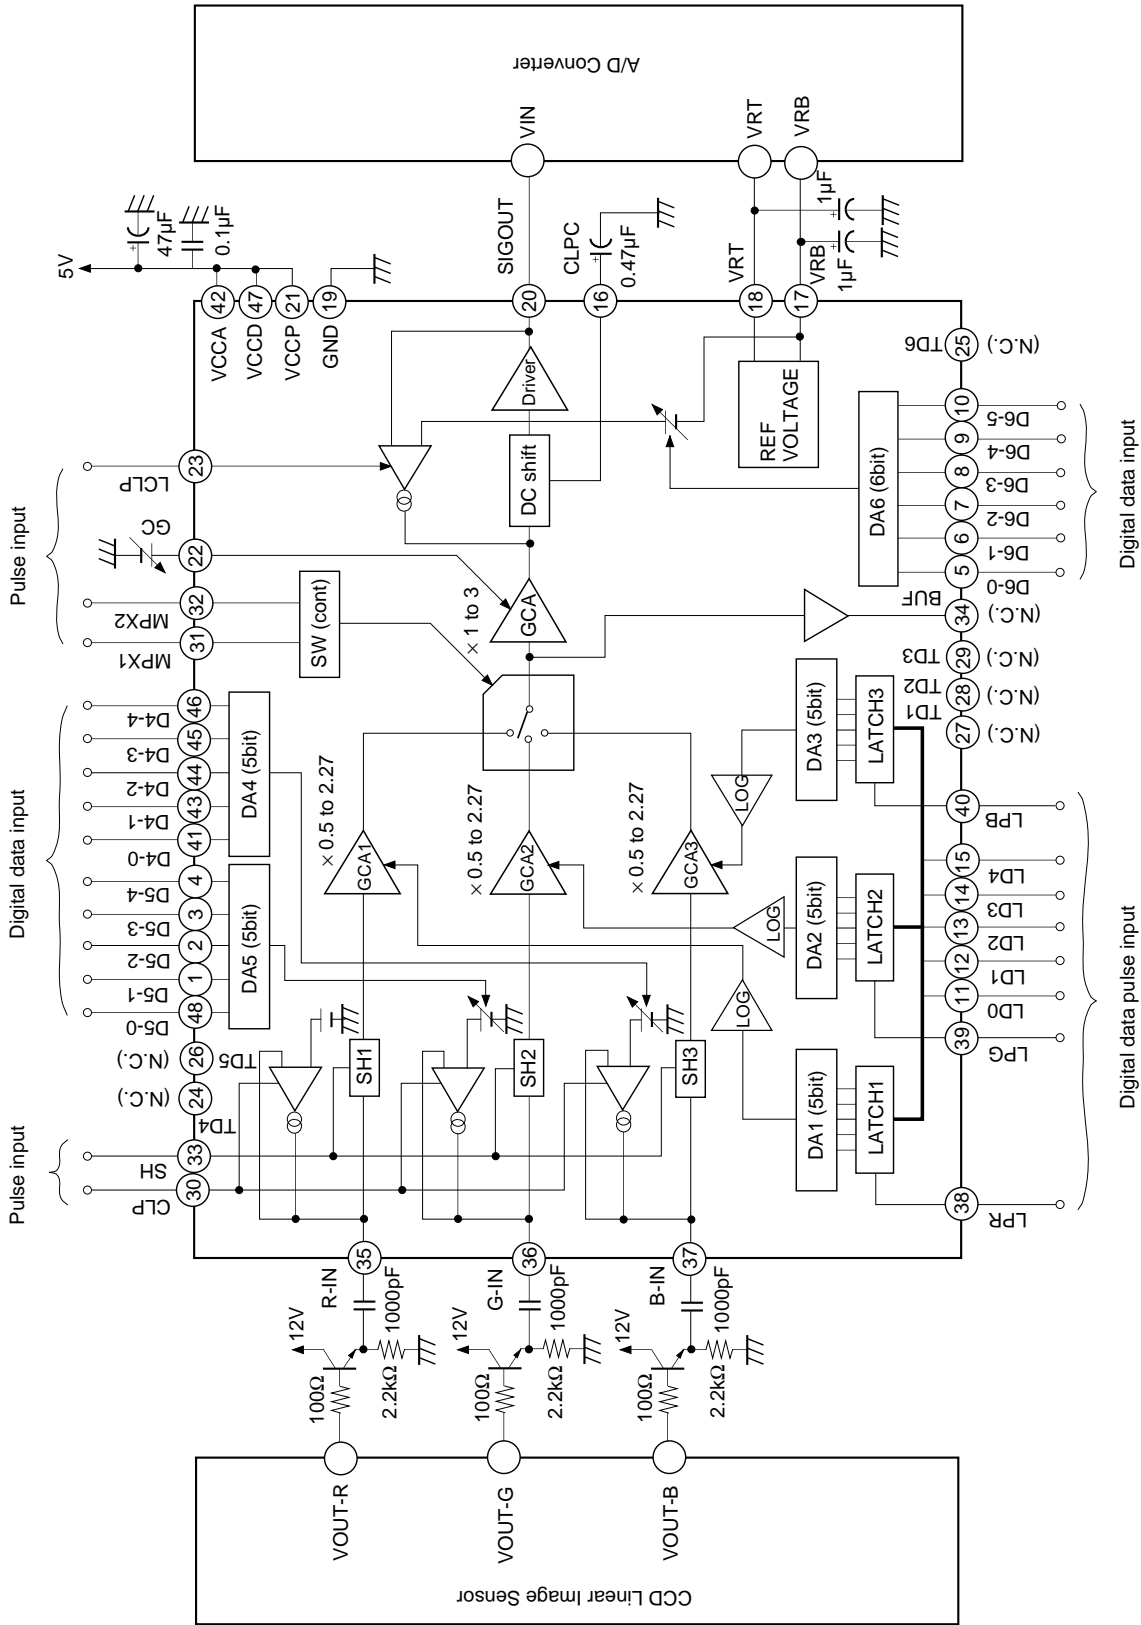 A/D Converter
VIN
VRT
VRB
5V
47µF
0.1µF
SIGOUT
CLPC
0.47µF
VRT
VRB
1µF
1µF
42
47
21
19
20
16
18
17
VCCA
VCCD
VCCP
GND
Pulse input
LCLP
23
GC
22
MPX2
32
MPX1
31
SW (cont)
Driver
DC shift
GCA
× 1 to 3
REF
VOLTAGE
DA6 (6bit)
TD6
25
(N.C.)
D6-5
10
D6-4
9
D6-3
8
D6-2
7
D6-1
6
D6-0
5
Digital data input
BUF
34
(N.C.)
TD3
29
(N.C.)
TD2
28
(N.C.)
TD1
27
(N.C.)
Digital data input
D4-4
46
D4-3
45
D4-2
44
D4-1
43
D4-0
41
DA4 (5bit)
D5-4
4
D5-3
3
D5-2
2
D5-1
1
D5-0
48
DA5 (5bit)
(N.C.)
26
TD5
(N.C.)
24
TD4
× 0.5 to 2.27
GCA1
× 0.5 to 2.27
GCA2
× 0.5 to 2.27
GCA3
LOG
DA3 (5bit)
LATCH3
LOG
DA2 (5bit)
LATCH2
LOG
DA1 (5bit)
LATCH1
40
LPB
15
LD4
14
LD3
13
LD2
12
LD1
11
LD0
39
LPG
38
LPR
Digital data pulse input
Pulse input
SH
33
CLP
30
SH1
SH2
SH3
35
R-IN
36
G-IN
37
B-IN
12V
1000pF
100Ω
2.2kΩ
12V
1000pF
100Ω
2.2kΩ
12V
1000pF
100Ω
2.2kΩ
VOUT-R
VOUT-G
VOUT-B
CCD Linear Image Sensor